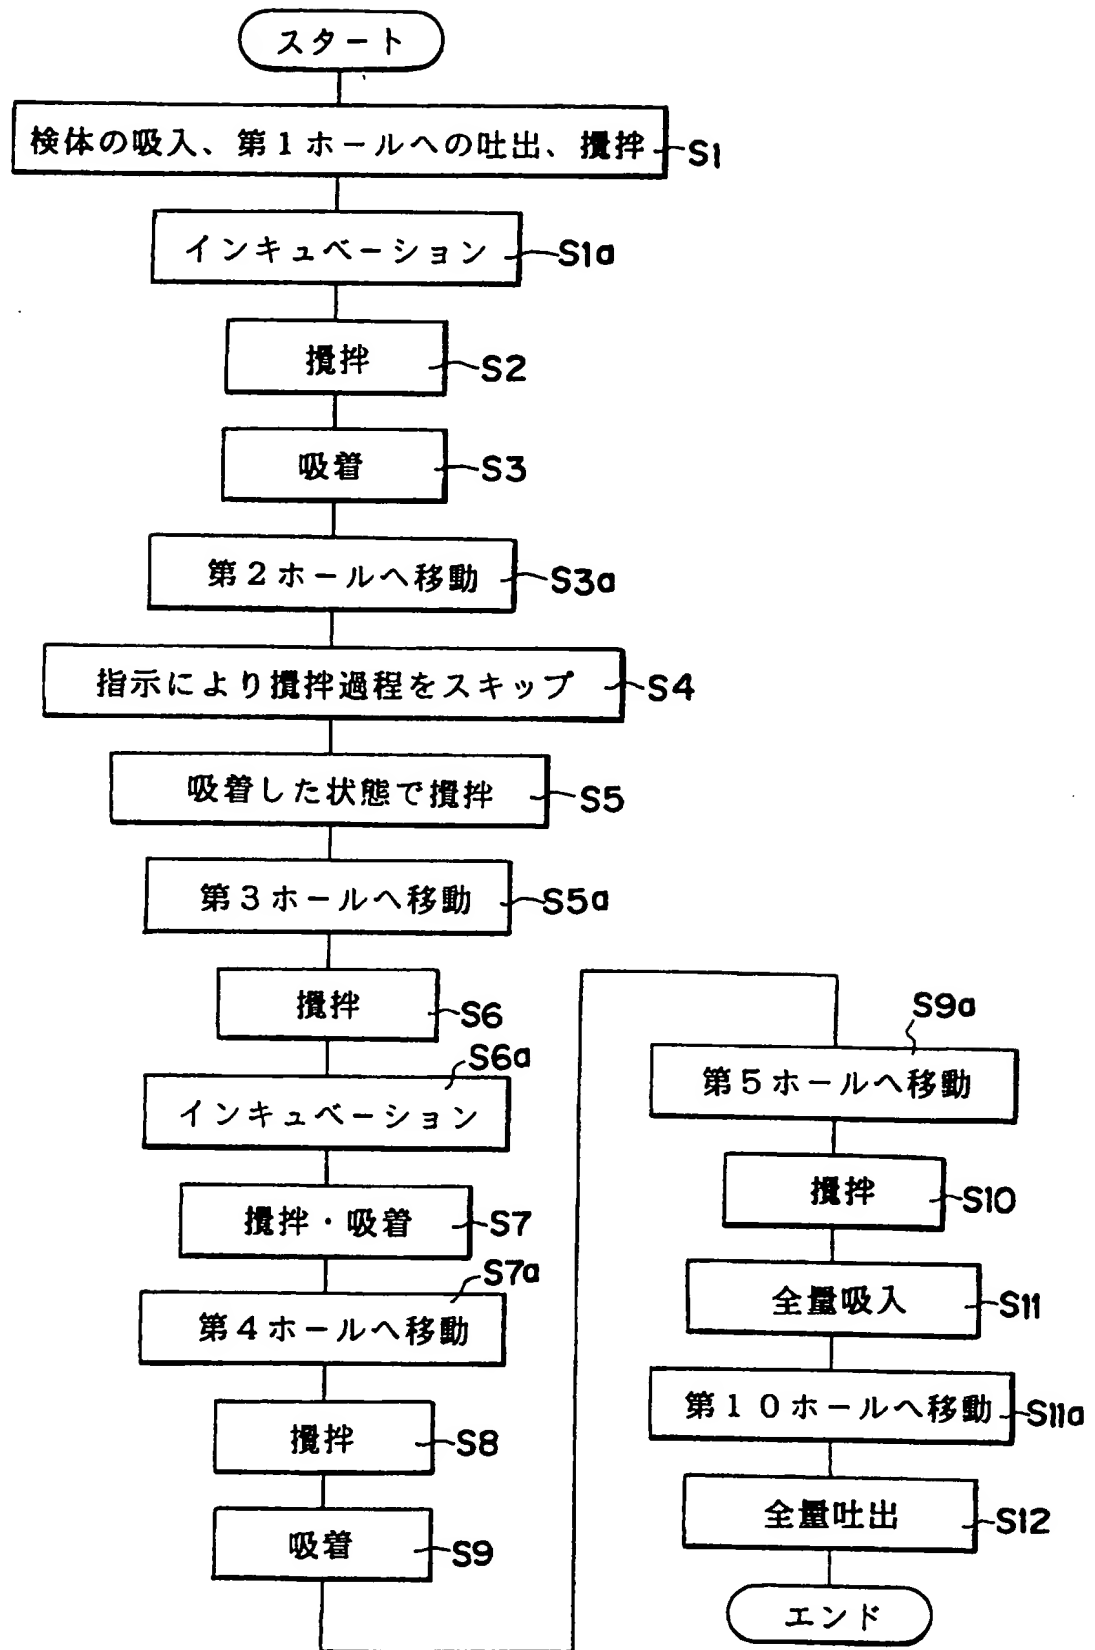 スタート
検体の吸入、第1ホールへの吐出、攪拌 S1
インキュベーション S1a
攪拌 S2
吸着 S3
第2ホールへ移動 S3a
指示により攪拌過程をスキップ S4
吸着した状態で攪拌 S5
第3ホールへ移動 S5a
攪拌 S6
S6a
インキュベーション
攪拌・吸着 S7
S7a
第4ホールへ移動
攪拌 S8
吸着 S9
S9a
第5ホールへ移動
攪拌 S10
全量吸入 S11
第10ホールへ移動 S11a
全量吐出 S12
エンド